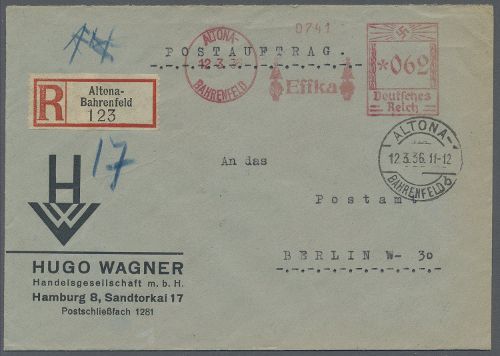 0741
ALTONA-
12.3.36
BAHRENFELD
POSTAUFTRAG.
Effka
*062
Deutsches
Reich
R
Altona-
Bahrenfeld
123
17
ALTONA-
12.3.36.11-12
BAHRENFELD
An das
Postamt
BERLIN W- 30
HW
HUGO WAGNER
Handelsgesellschaft m. b. H.
Hamburg 8, Sandtorkai 17
Postschließfach 1281